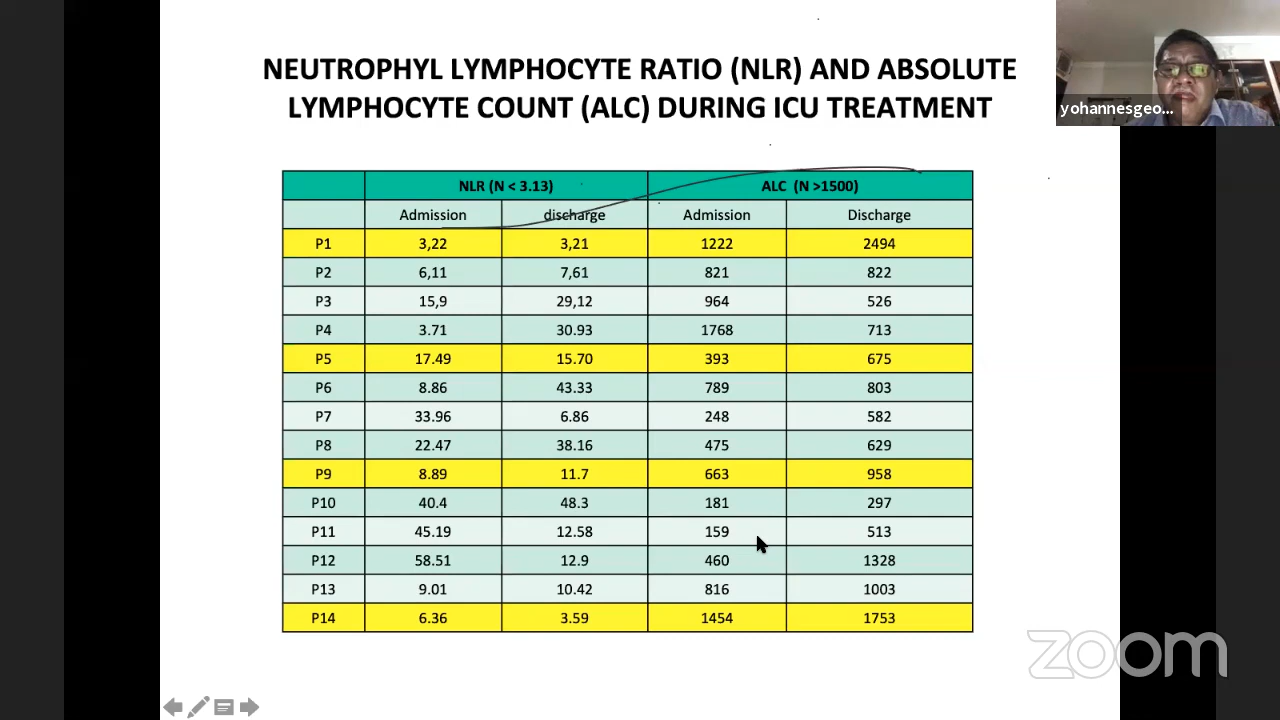 NEUTROPHYL LYMPHOCYTE RATIO (NLR) AND ABSOLUTE
LYMPHOCYTE COUNT (ALC) DURING ICU TREATMENT
yohannesgeo...
NLR (N < 3.13) ALC (N >1500)
Admission discharge Admission Discharge
P1 3,22 3,21 1222 2494
P2 6,11 7,61 821 822
P3 15,9 29,12 964 526
P4 3.71 30.93 1768 713
P5 17.49 15.70 393 675
P6 8.86 43.33 789 803
P7 33.96 6.86 248 582
P8 22.47 38.16 475 629
P9 8.89 11.7 663 958
P10 40.4 48.3 181 297
P11 45.19 12.58 159 513
P12 58.51 12.9 460 1328
P13 9.01 10.42 816 1003
P14 6.36 3.59 1454 1753
zoom